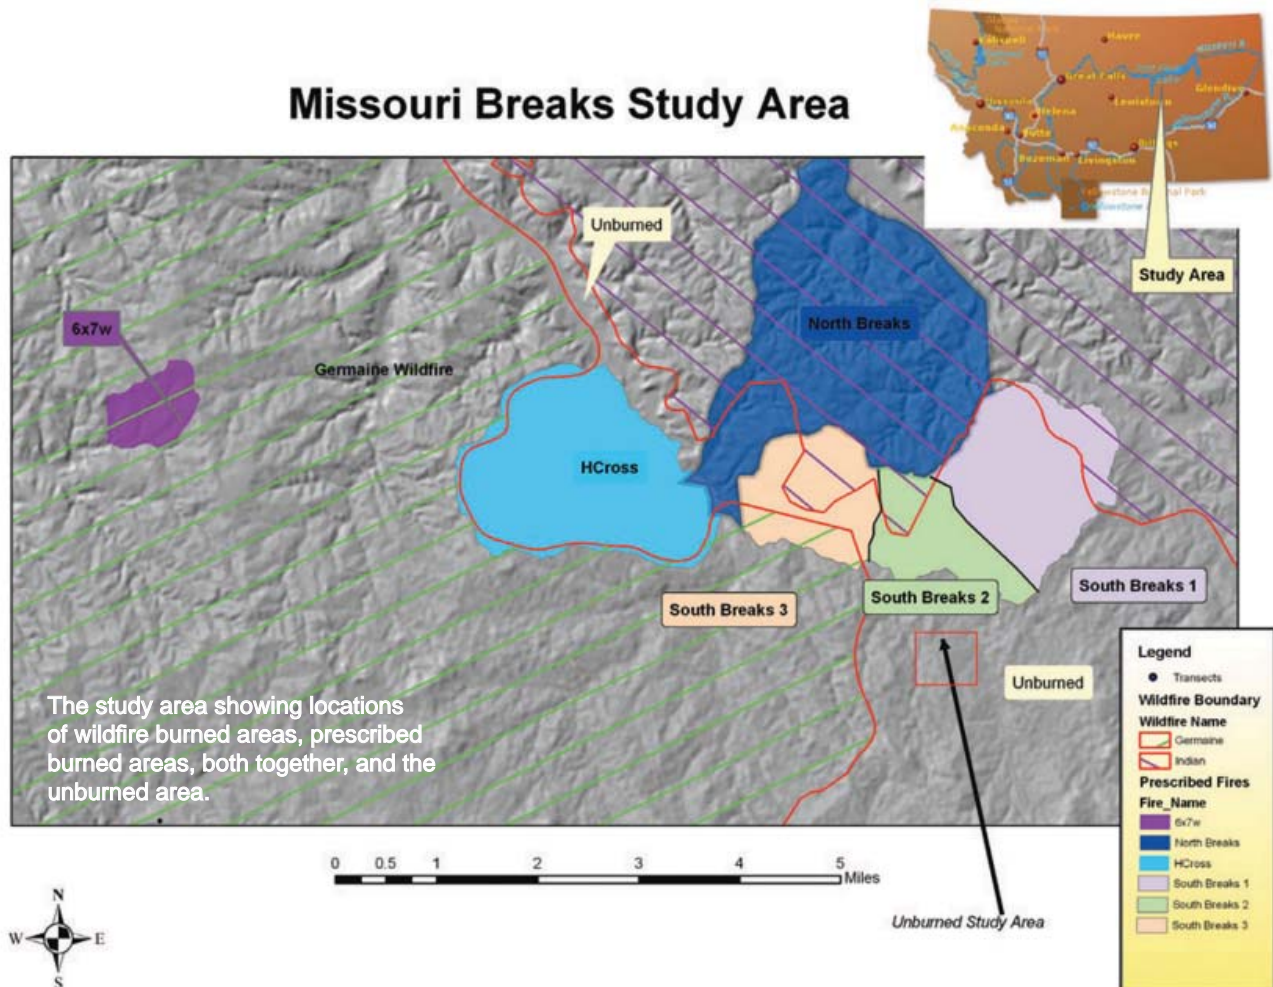 Missouri Breaks Study Area
Kalispell
Havre
Missouri R.
Great Falls
Glendive
Missoula
Lewistown
Helena
Anaconda
Butte
Billings
Bozeman
Livingston
Study Area
Unburned
6x7w
North Breaks
Germaine Wildfire
HCross
South Breaks 1
South Breaks 2
South Breaks 3
Unburned
The study area showing locations
of wildfire burned areas, prescribed
burned areas, both together, and the
unburned area.
Legend
Transects
Wildfire Boundary
Wildfire Name
Germaine
Indian
Prescribed Fires
Fire_Name
6x7w
North Breaks
HCross
South Breaks 1
South Breaks 2
South Breaks 3
0 0.5 1 2 3 4 5
Miles
Unburned Study Area
N
W E
S